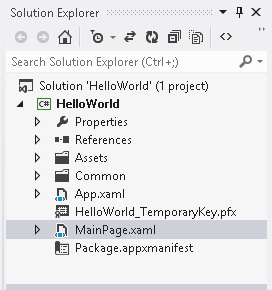 Solution Explorer
Search Solution Explorer (Ctrl+;)
Solution 'HelloWorld' (1 project)
C# HelloWorld
Properties
References
Assets
Common
App.xaml
HelloWorld_TemporaryKey.pfx
MainPage.xaml
Package.appxmanifest